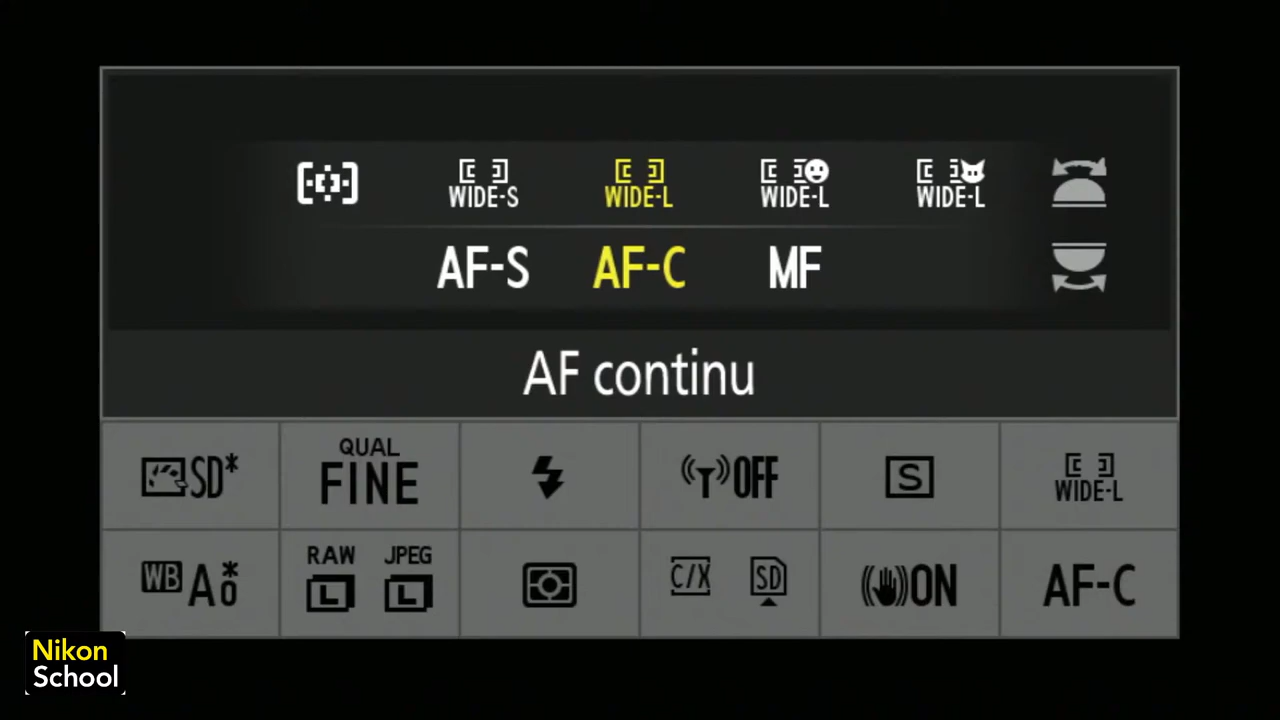 WIDE-S WIDE-L WIDE-L WIDE-L
AF-S AF-C MF
AF continu
SD* QUAL FINE OFF S WIDE-L
WB A* RAW L JPEG L C/X SD ON AF-C
Nikon
School